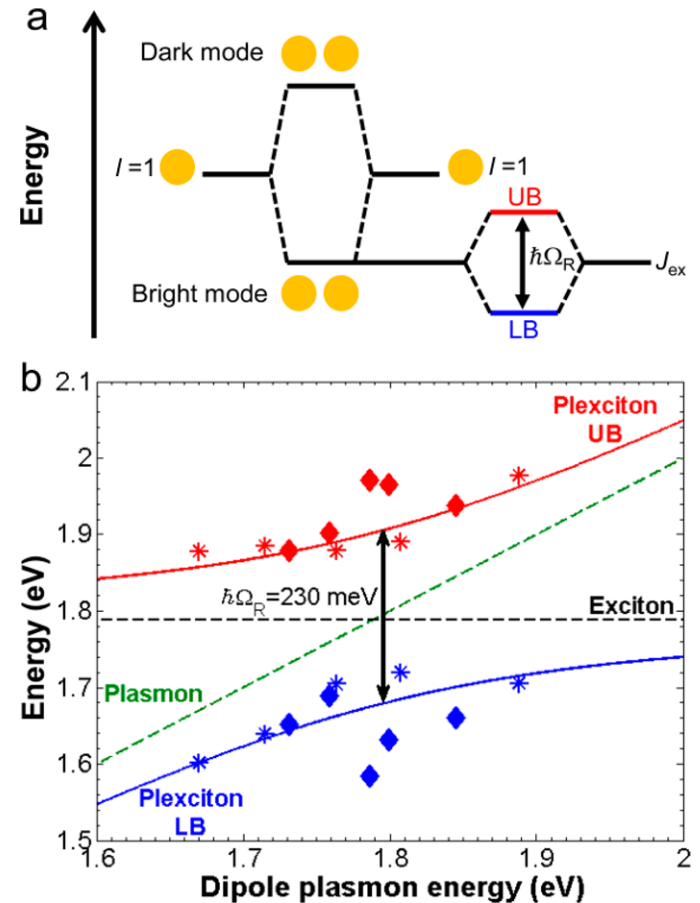 a
Energy
Dark mode
l =1
l =1
UB
ℏΩR
Jex
Bright mode
LB
b
Energy (eV)
2.1
2
1.9
1.8
1.7
1.6
1.5
Plexciton
UB
ℏΩR=230 meV
Exciton
Plasmon
Plexciton
LB
1.6 1.7 1.8 1.9 2
Dipole plasmon energy (eV)